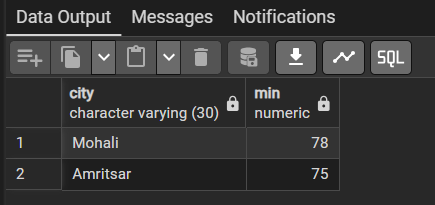 Data Output Messages Notifications
SQL
city min
character varying (30) numeric
1 Mohali 78
2 Amritsar 75